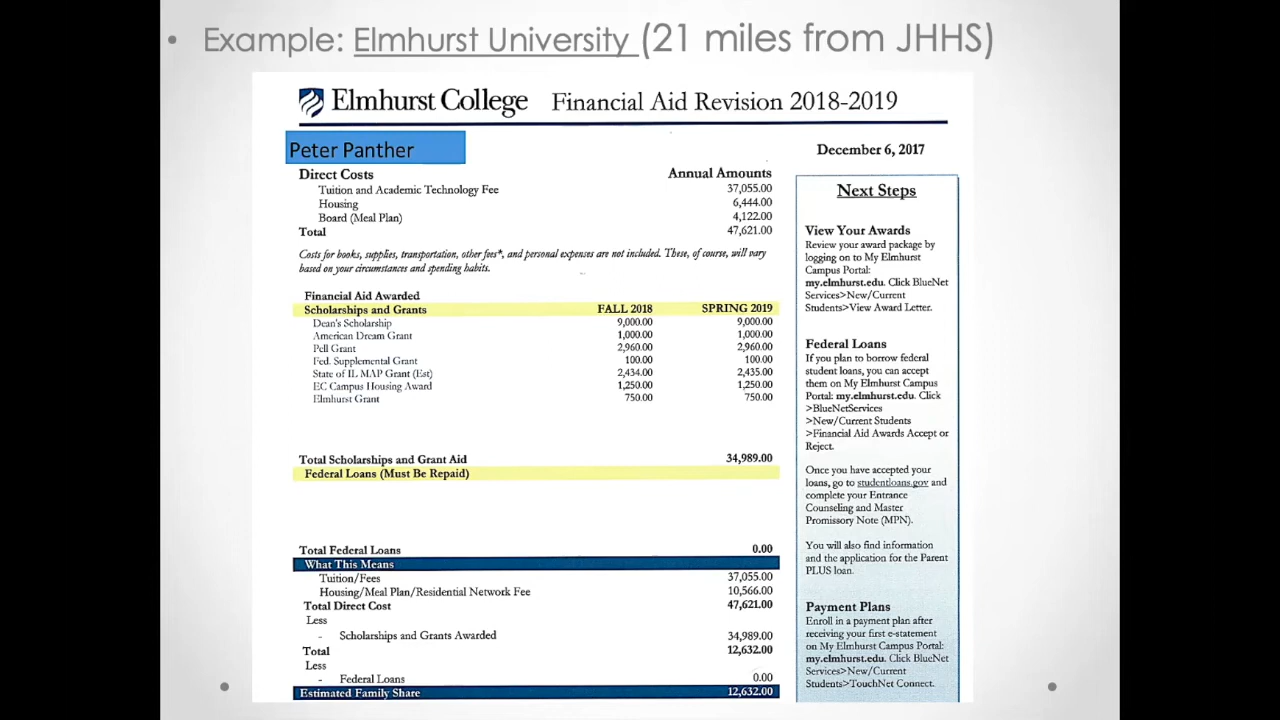 • Example: Elmhurst University (21 miles from JHHS)
Elmhurst College Financial Aid Revision 2018-2019
Peter Panther
December 6, 2017
Direct Costs Annual Amounts
Tuition and Academic Technology Fee 37,055.00
Housing 6,444.00
Board (Meal Plan) 4,122.00
Total 47,621.00
Costs for books, supplies, transportation, other fees*, and personal expenses are not included. These, of course, will vary
based on your circumstances and spending habits.
Financial Aid Awarded
Scholarships and Grants FALL 2018 SPRING 2019
Dean's Scholarship 9,000.00 9,000.00
American Dream Grant 1,000.00 1,000.00
Pell Grant 2,960.00 2,960.00
Fed. Supplemental Grant 100.00 100.00
State of IL MAP Grant (Est) 2,434.00 2,435.00
EC Campus Housing Award 1,250.00 1,250.00
Elmhurst Grant 750.00 750.00
Total Scholarships and Grant Aid 34,989.00
Federal Loans (Must Be Repaid)
Total Federal Loans 0.00
What This Means
Tuition/Fees 37,055.00
Housing/Meal Plan/Residential Network Fee 10,566.00
Total Direct Cost 47,621.00
Less
- Scholarships and Grants Awarded 34,989.00
Total 12,632.00
Less
- Federal Loans 0.00
Estimated Family Share 12,632.00
Next Steps
View Your Awards
Review your award package by
logging on to My Elmhurst
Campus Portal:
my.elmhurst.edu. Click BlueNet
Services>New/Current
Students>View Award Letter.
Federal Loans
If you plan to borrow federal
student loans, you can accept
them on My Elmhurst Campus
Portal: my.elmhurst.edu. Click
>BlueNetServices
>New/Current Students
>Financial Aid Awards Accept or
Reject.
Once you have accepted your
loans, go to studentloans.gov and
complete your Entrance
Counseling and Master
Promissory Note (MPN).
You will also find information
and the application for the Parent
PLUS loan.
Payment Plans
Enroll in a payment plan after
receiving your first e-statement
on My Elmhurst Campus Portal:
my.elmhurst.edu. Click BlueNet
Services>New/Current
Students>TouchNet Connect.